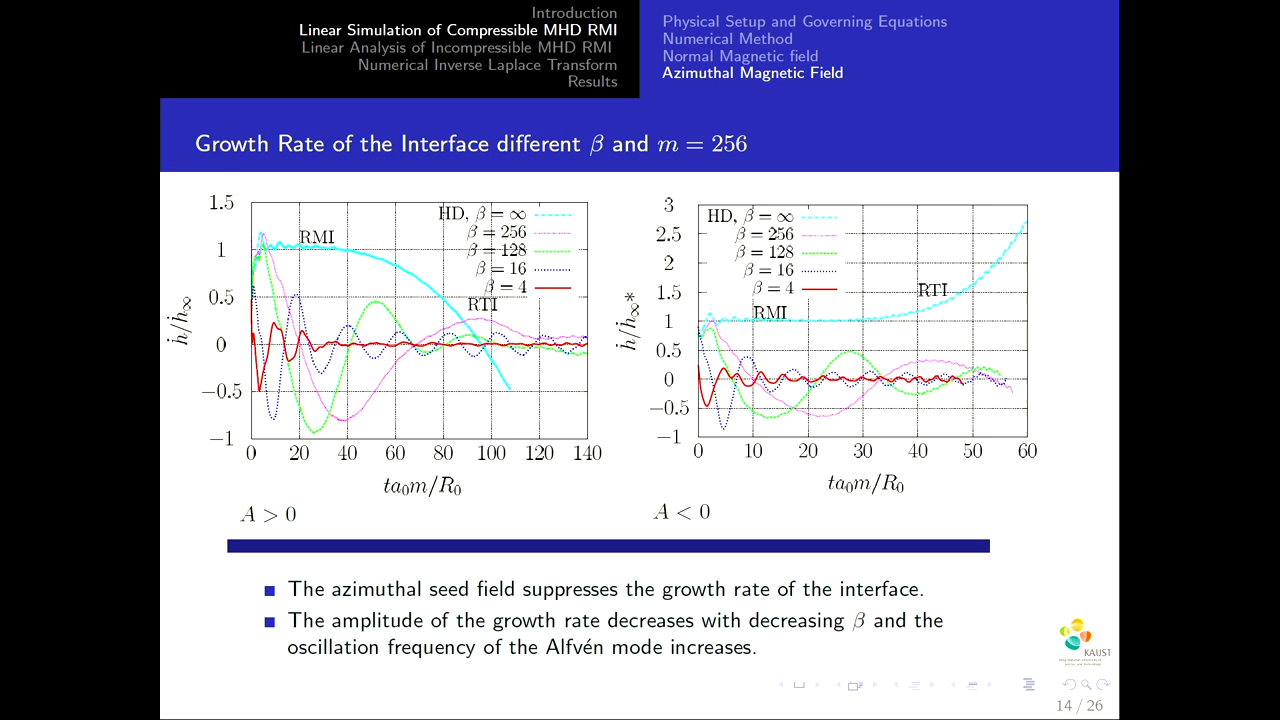 Introduction
Linear Simulation of Compressible MHD RMI
Linear Analysis of Incompressible MHD RMI
Numerical Inverse Laplace Transform
Results
Physical Setup and Governing Equations
Numerical Method
Normal Magnetic field
Azimuthal Magnetic Field
Growth Rate of the Interface different β and m = 256
1.5
1
0.5
0
−0.5
−1
ḣ/ḣ∞
HD, β = ∞
β = 256
β = 128
β = 16
β = 4
RMI
RTI
0 20 40 60 80 100 120 140
ta₀m/R₀
A > 0
3
2.5
2
1.5
1
0.5
0
−0.5
−1
ḣ/ḣ∞*
HD, β = ∞
β = 256
β = 128
β = 16
β = 4
RTI
RMI
0 10 20 30 40 50 60
ta₀m/R₀
A < 0
The azimuthal seed field suppresses the growth rate of the interface.
The amplitude of the growth rate decreases with decreasing β and the
oscillation frequency of the Alfvén mode increases.
KAUST
14 / 26